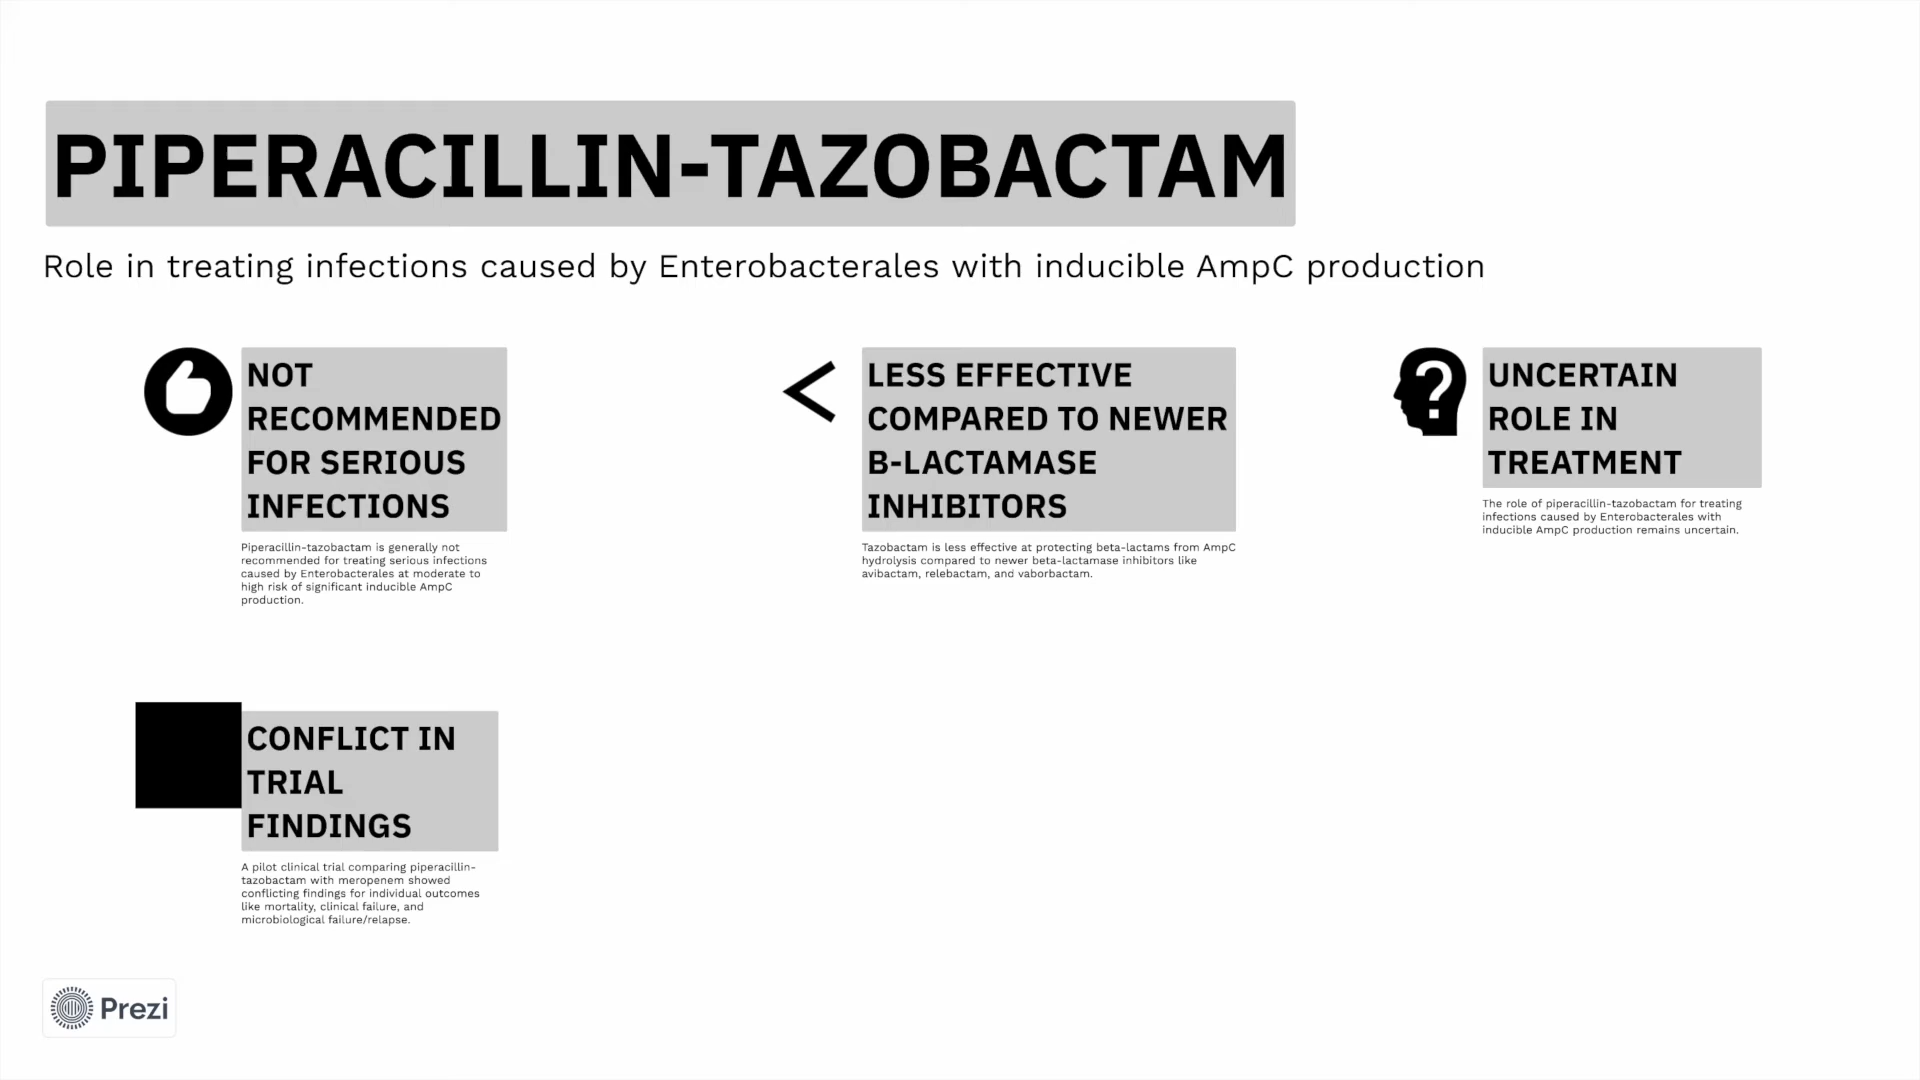 PIPERACILLIN-TAZOBACTAM
Role in treating infections caused by Enterobacterales with inducible AmpC production
NOT
RECOMMENDED
FOR SERIOUS
INFECTIONS
Piperacillin-tazobactam is generally not
recommended for treating serious infections
caused by Enterobacterales at moderate to
high risk of significant inducible AmpC
production.
<
LESS EFFECTIVE
COMPARED TO NEWER
B-LACTAMASE
INHIBITORS
Tazobactam is less effective at protecting beta-lactams from AmpC
hydrolysis compared to newer beta-lactamase inhibitors like
avibactam, relebactam, and vaborbactam.
?
UNCERTAIN
ROLE IN
TREATMENT
The role of piperacillin-tazobactam for treating
infections caused by Enterobacterales with
inducible AmpC production remains uncertain.
CONFLICT IN
TRIAL
FINDINGS
A pilot clinical trial comparing piperacillin-
tazobactam with meropenem showed
conflicting findings for individual outcomes
like mortality, clinical failure, and
microbiological failure/relapse.
Prezi